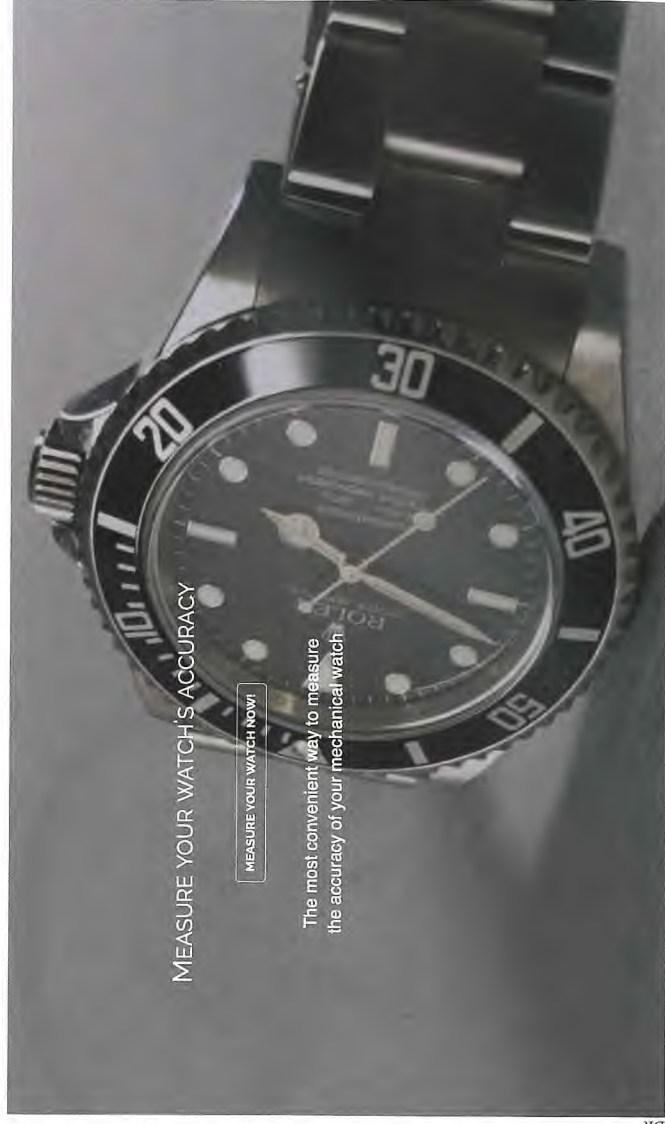 MEASURE YOUR WATCH'S ACCURACY
MEASURE YOUR WATCH NOW!
The most convenient way to measure
the accuracy of your mechanical watch
ROLEX
10
20
30
40
50